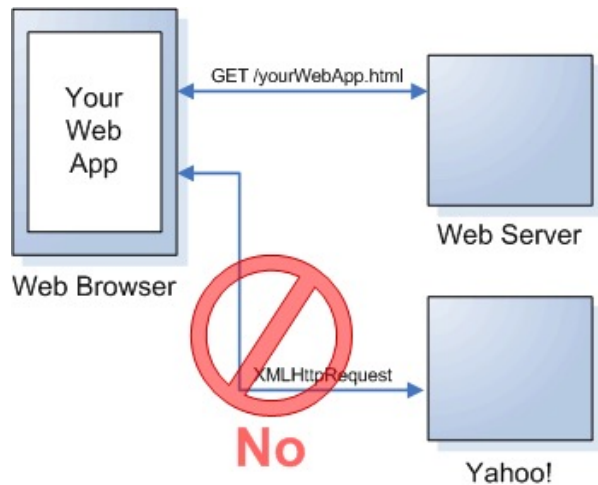 GET /yourWebApp.html
Your
Web
App
Web Server
Web Browser
XMLHttpRequest
No
Yahoo!